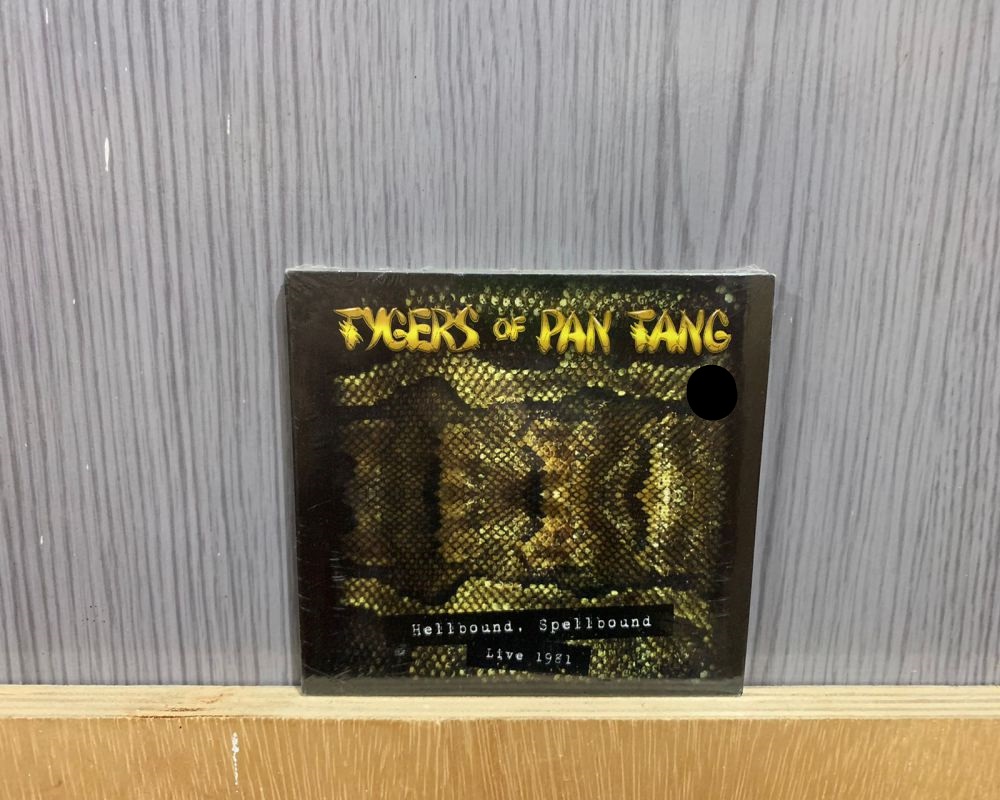 TYGERS OF PAN TANG
Hellbound, Spellbound
Live 1981